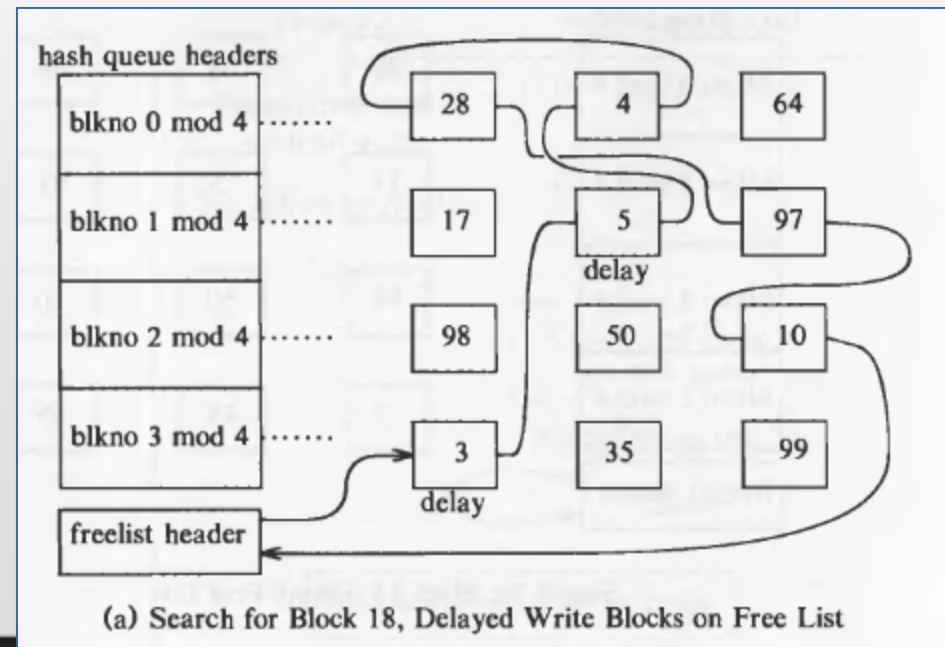 hash queue headers
blkno 0 mod 4 28 4 64
blkno 1 mod 4 17 5 97
delay
blkno 2 mod 4 98 50 10
blkno 3 mod 4 3 35 99
delay
freelist header
(a) Search for Block 18, Delayed Write Blocks on Free List